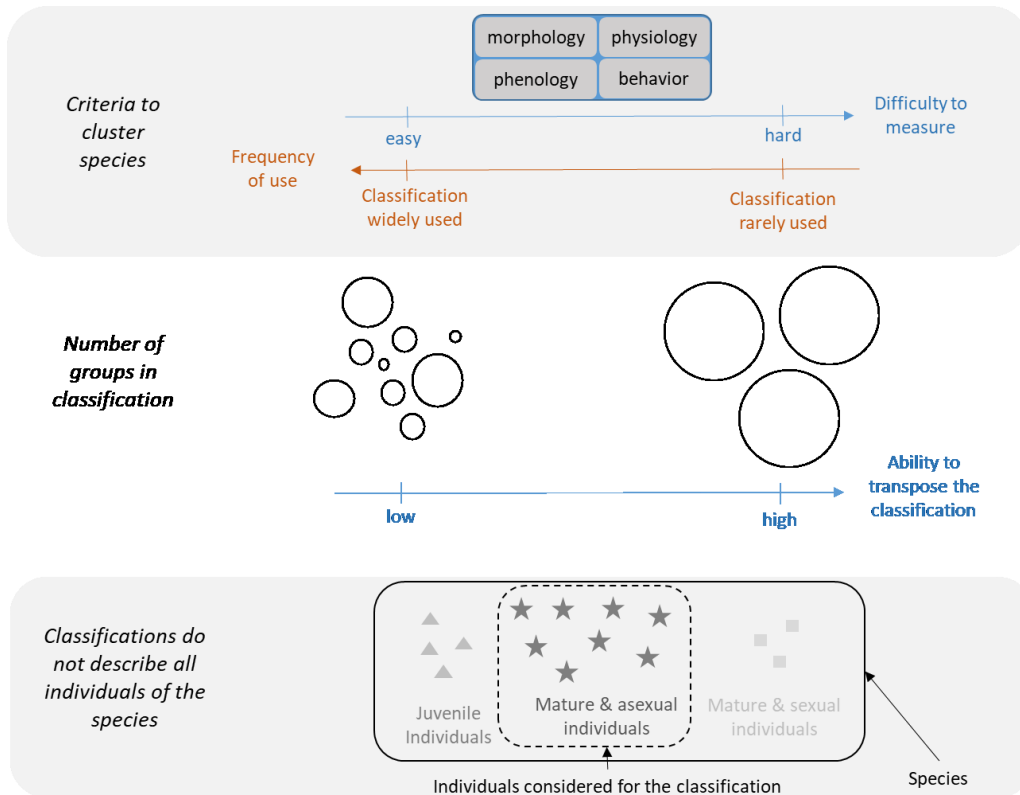 morphology
physiology
phenology
behavior
Criteria to
cluster
species
Difficulty to
measure
easy
hard
Frequency
of use
Classification
widely used
Classification
rarely used
Number of
groups in
classification
Ability to
transpose the
classification
low
high
Classifications do
not describe all
individuals of the
species
Juvenile
Individuals
Mature & asexual
individuals
Mature & sexual
individuals
Individuals considered for the classification
Species